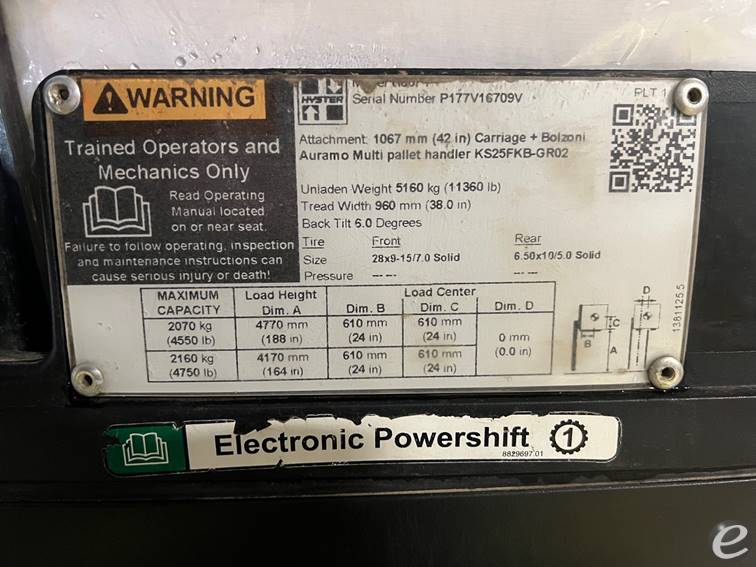 WARNING
Trained Operators and
Mechanics Only
Read Operating
Manual located
on or near seat.
Failure to follow operating, inspection
and maintenance instructions can
cause serious injury or death!
HYSTER
Serial Number P177V16709V
PLT 1
Attachment: 1067 mm (42 in) Carriage + Bolzoni
Auramo Multi pallet handler KS25FKB-GR02
Unladen Weight 5160 kg (11360 lb)
Tread Width 960 mm (38.0 in)
Back Tilt 6.0 Degrees
Tire Front Rear
Size 28x9-15/7.0 Solid 6.50x10/5.0 Solid
Pressure --- --- --- ---
MAXIMUM CAPACITY Load Height Dim. A Load Center Dim. B Dim. C Dim. D
2070 kg (4550 lb) 4770 mm (188 in) 610 mm (24 in) 610 mm (24 in) 0 mm (0.0 in)
2160 kg (4750 lb) 4170 mm (164 in) 610 mm (24 in) 610 mm (24 in)
D
C
B
A
1381125.5
Electronic Powershift 1
8829697.01
e